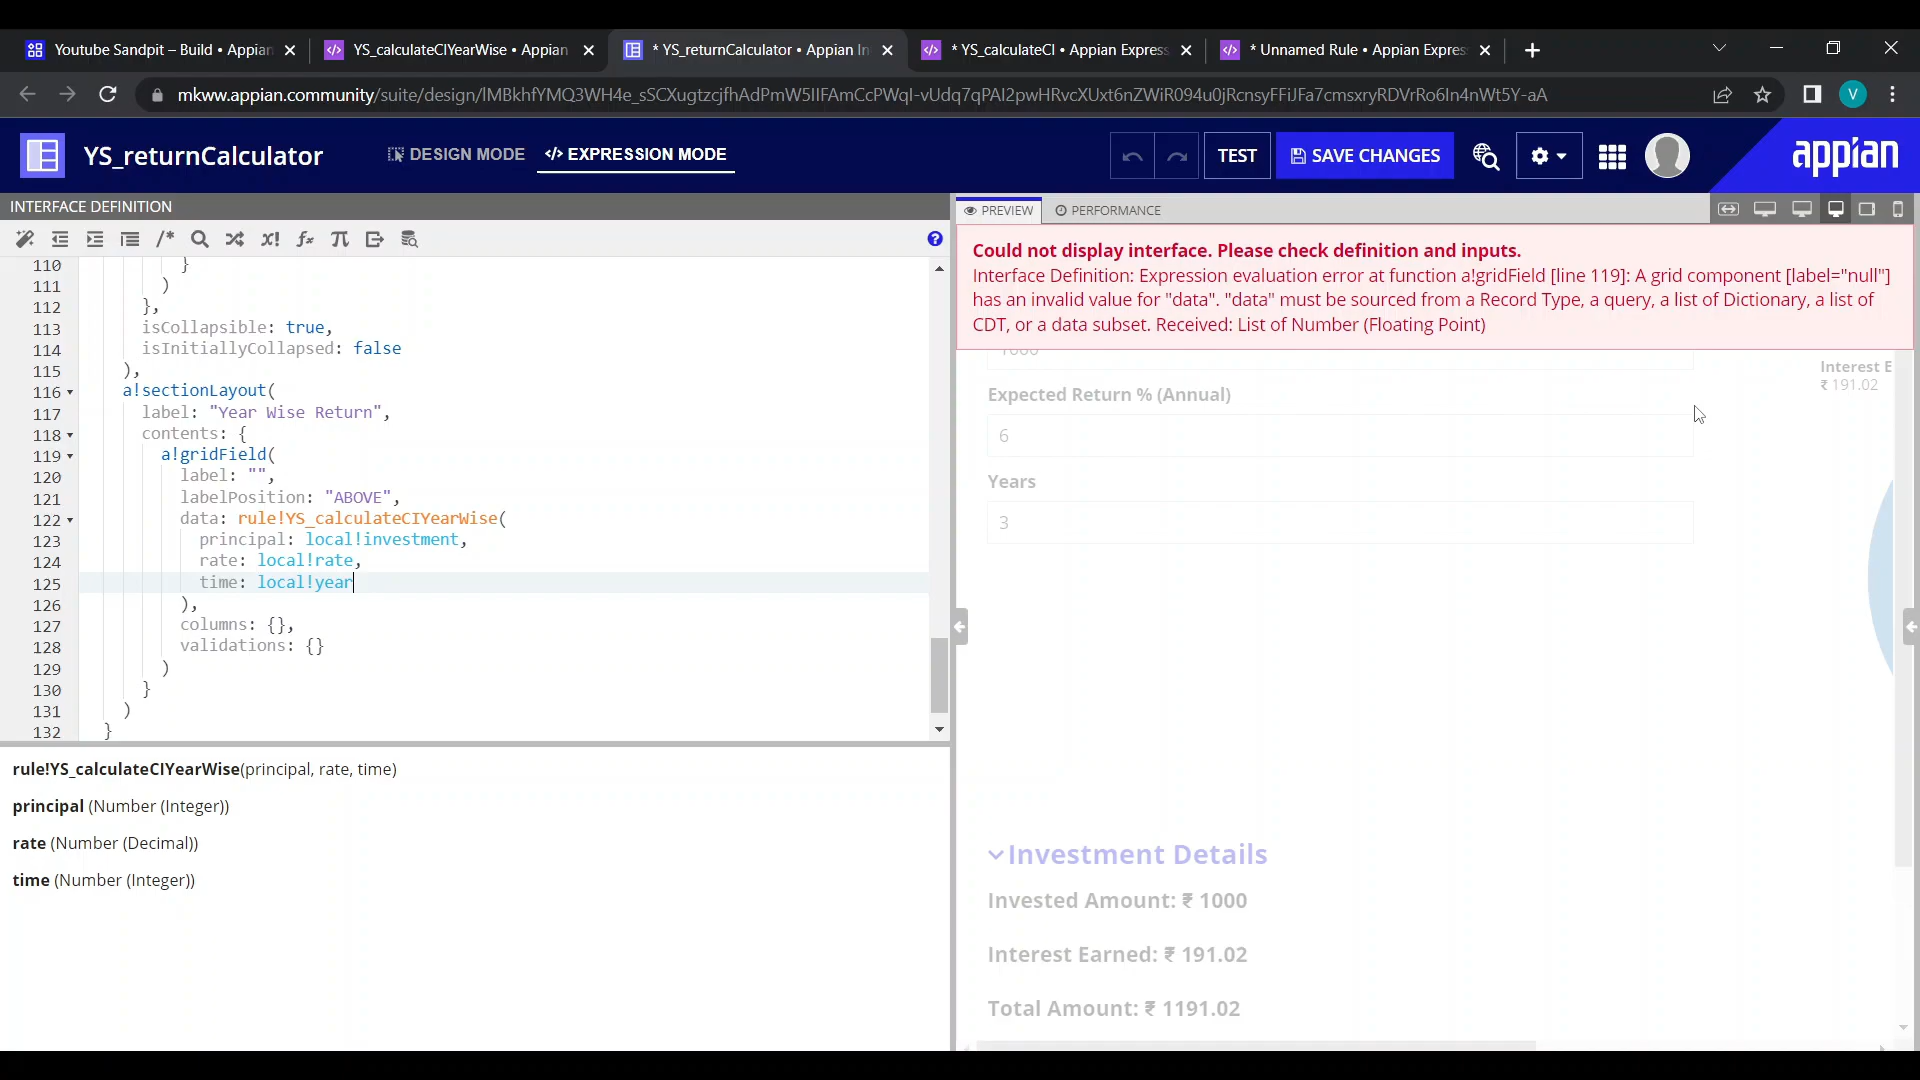 Youtube Sandpit – Build • Appian
YS_calculateCIYearWise • Appian
* YS_returnCalculator • Appian In
* YS_calculateCI • Appian Express
* Unnamed Rule • Appian Expres
mkww.appian.community/suite/design/
YS_returnCalculator
DESIGN MODE
</> EXPRESSION MODE
TEST
SAVE CHANGES
V
appian
INTERFACE DEFINITION
PREVIEW
PERFORMANCE
Could not display interface. Please check definition and inputs.
Interface Definition: Expression evaluation error at function a!gridField [line 119]: A grid component [label="null"]
has an invalid value for "data". "data" must be sourced from a Record Type, a query, a list of Dictionary, a list of
CDT, or a data subset. Received: List of Number (Floating Point)
110 }
111 )
112 },
113 isCollapsible: true,
114 isInitiallyCollapsed: false
115 ),
116 a!sectionLayout(
117 label: "Year Wise Return",
118 contents: {
119 a!gridField(
120 label: "",
121 labelPosition: "ABOVE",
122 data: rule!YS_calculateCIYearWise(
123 principal: local!investment,
124 rate: local!rate,
125 time: local!year
126 ),
127 columns: {},
128 validations: {}
129 )
130 }
131 )
132 }
rule!YS_calculateCIYearWise(principal, rate, time)
principal (Number (Integer))
rate (Number (Decimal))
time (Number (Integer))
1000
Interest E
₹ 191.02
Expected Return % (Annual)
6
Years
3
Investment Details
Invested Amount: ₹ 1000
Interest Earned: ₹ 191.02
Total Amount: ₹ 1191.02